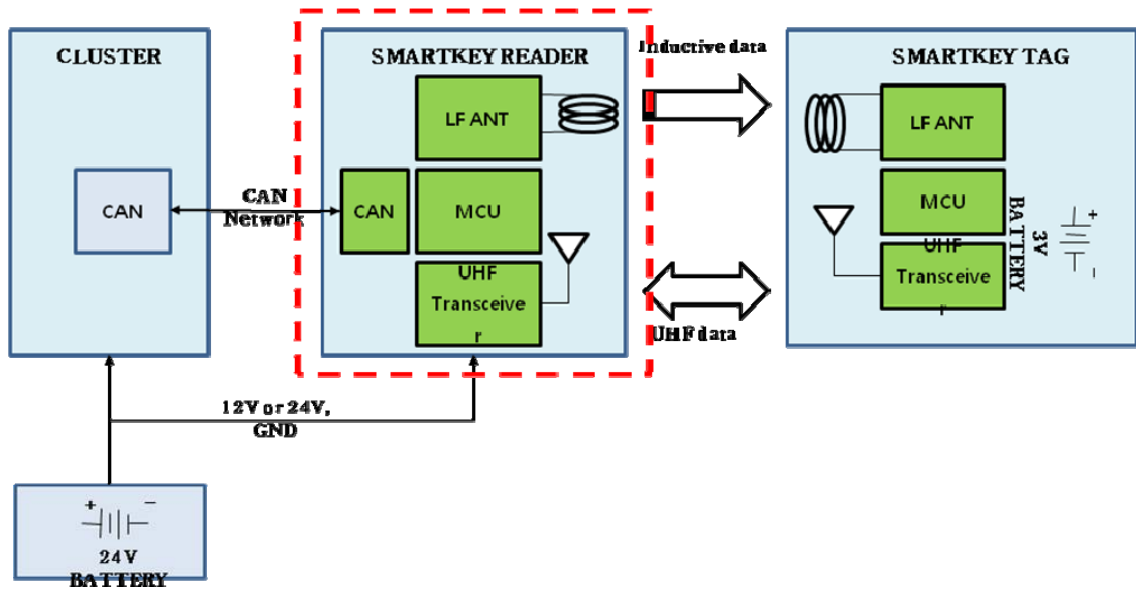 CLUSTER
CAN
CAN
Network
SMARTKEY READER
LF ANT
CAN
MCU
UHF
Transceive
r
Inductive data
UHF data
SMARTKEY TAG
LF ANT
MCU
UHF
Transceive
r
3V
BATTERY
+
-
12V or 24V,
GND
+ -
24V
BATTERY